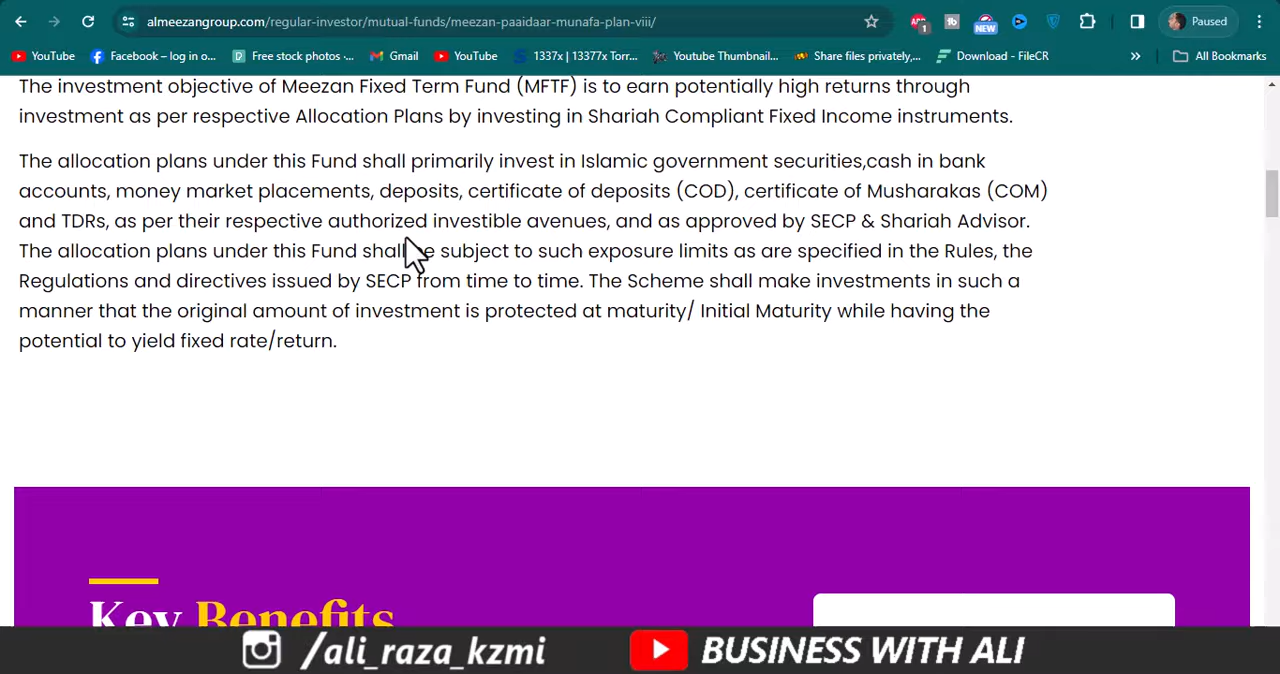 almeezangroup.com/regular-investor/mutual-funds/meezan-paaidaar-munafa-plan-viii/
1
NEW
Paused
YouTube
Facebook – log in o...
Free stock photos -...
Gmail
YouTube
1337x | 13377x Torr...
Youtube Thumbnail...
Share files privately,...
Download - FileCR
»
All Bookmarks
The investment objective of Meezan Fixed Term Fund (MFTF) is to earn potentially high returns through
investment as per respective Allocation Plans by investing in Shariah Compliant Fixed Income instruments.
The allocation plans under this Fund shall primarily invest in Islamic government securities,cash in bank
accounts, money market placements, deposits, certificate of deposits (COD), certificate of Musharakas (COM)
and TDRs, as per their respective authorized investible avenues, and as approved by SECP & Shariah Advisor.
The allocation plans under this Fund shall be subject to such exposure limits as are specified in the Rules, the
Regulations and directives issued by SECP from time to time. The Scheme shall make investments in such a
manner that the original amount of investment is protected at maturity/ Initial Maturity while having the
potential to yield fixed rate/return.
Key Benefits
/ali_raza_kzmi
BUSINESS WITH ALI